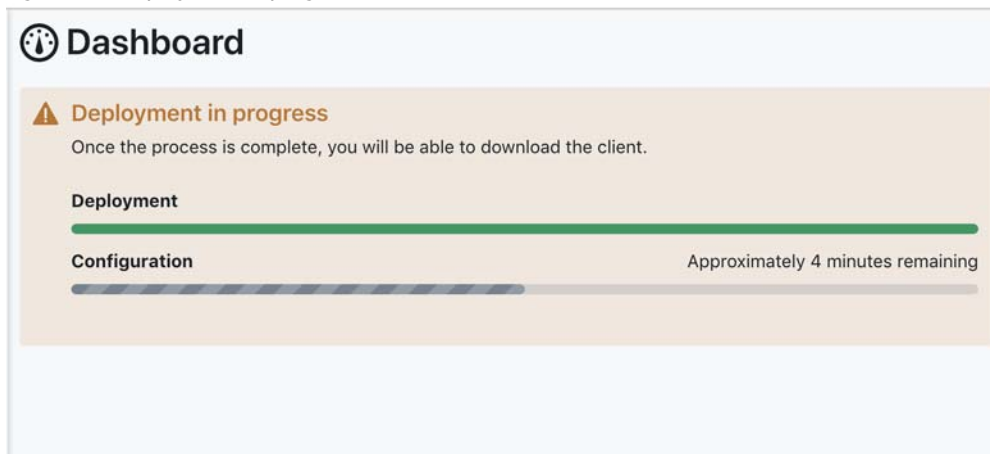 Dashboard
Deployment in progress
Once the process is complete, you will be able to download the client.
Deployment
Configuration Approximately 4 minutes remaining